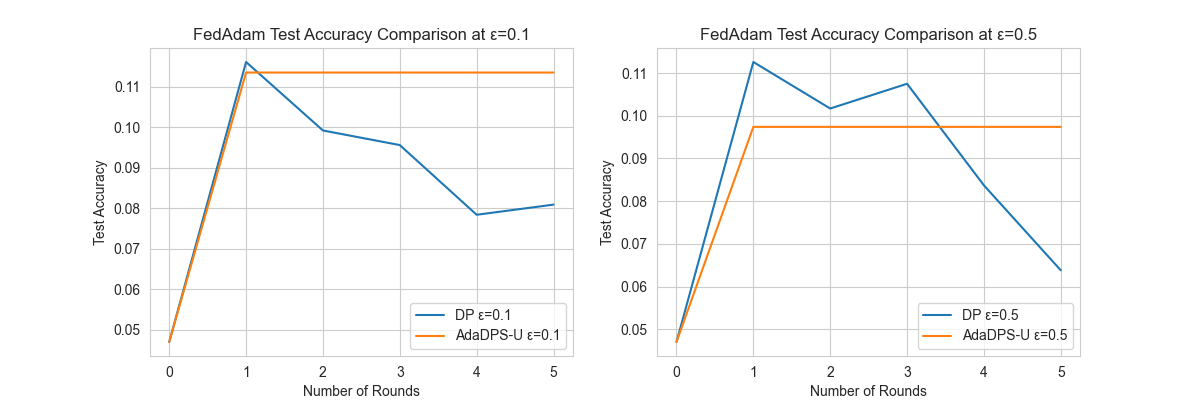 FedAdam Test Accuracy Comparison at ε=0.1
0.11
0.10
0.09
0.08
0.07
0.06
0.05
Test Accuracy
0 1 2 3 4 5
Number of Rounds
DP ε=0.1
AdaDPS-U ε=0.1
FedAdam Test Accuracy Comparison at ε=0.5
0.11
0.10
0.09
0.08
0.07
0.06
0.05
Test Accuracy
0 1 2 3 4 5
Number of Rounds
DP ε=0.5
AdaDPS-U ε=0.5